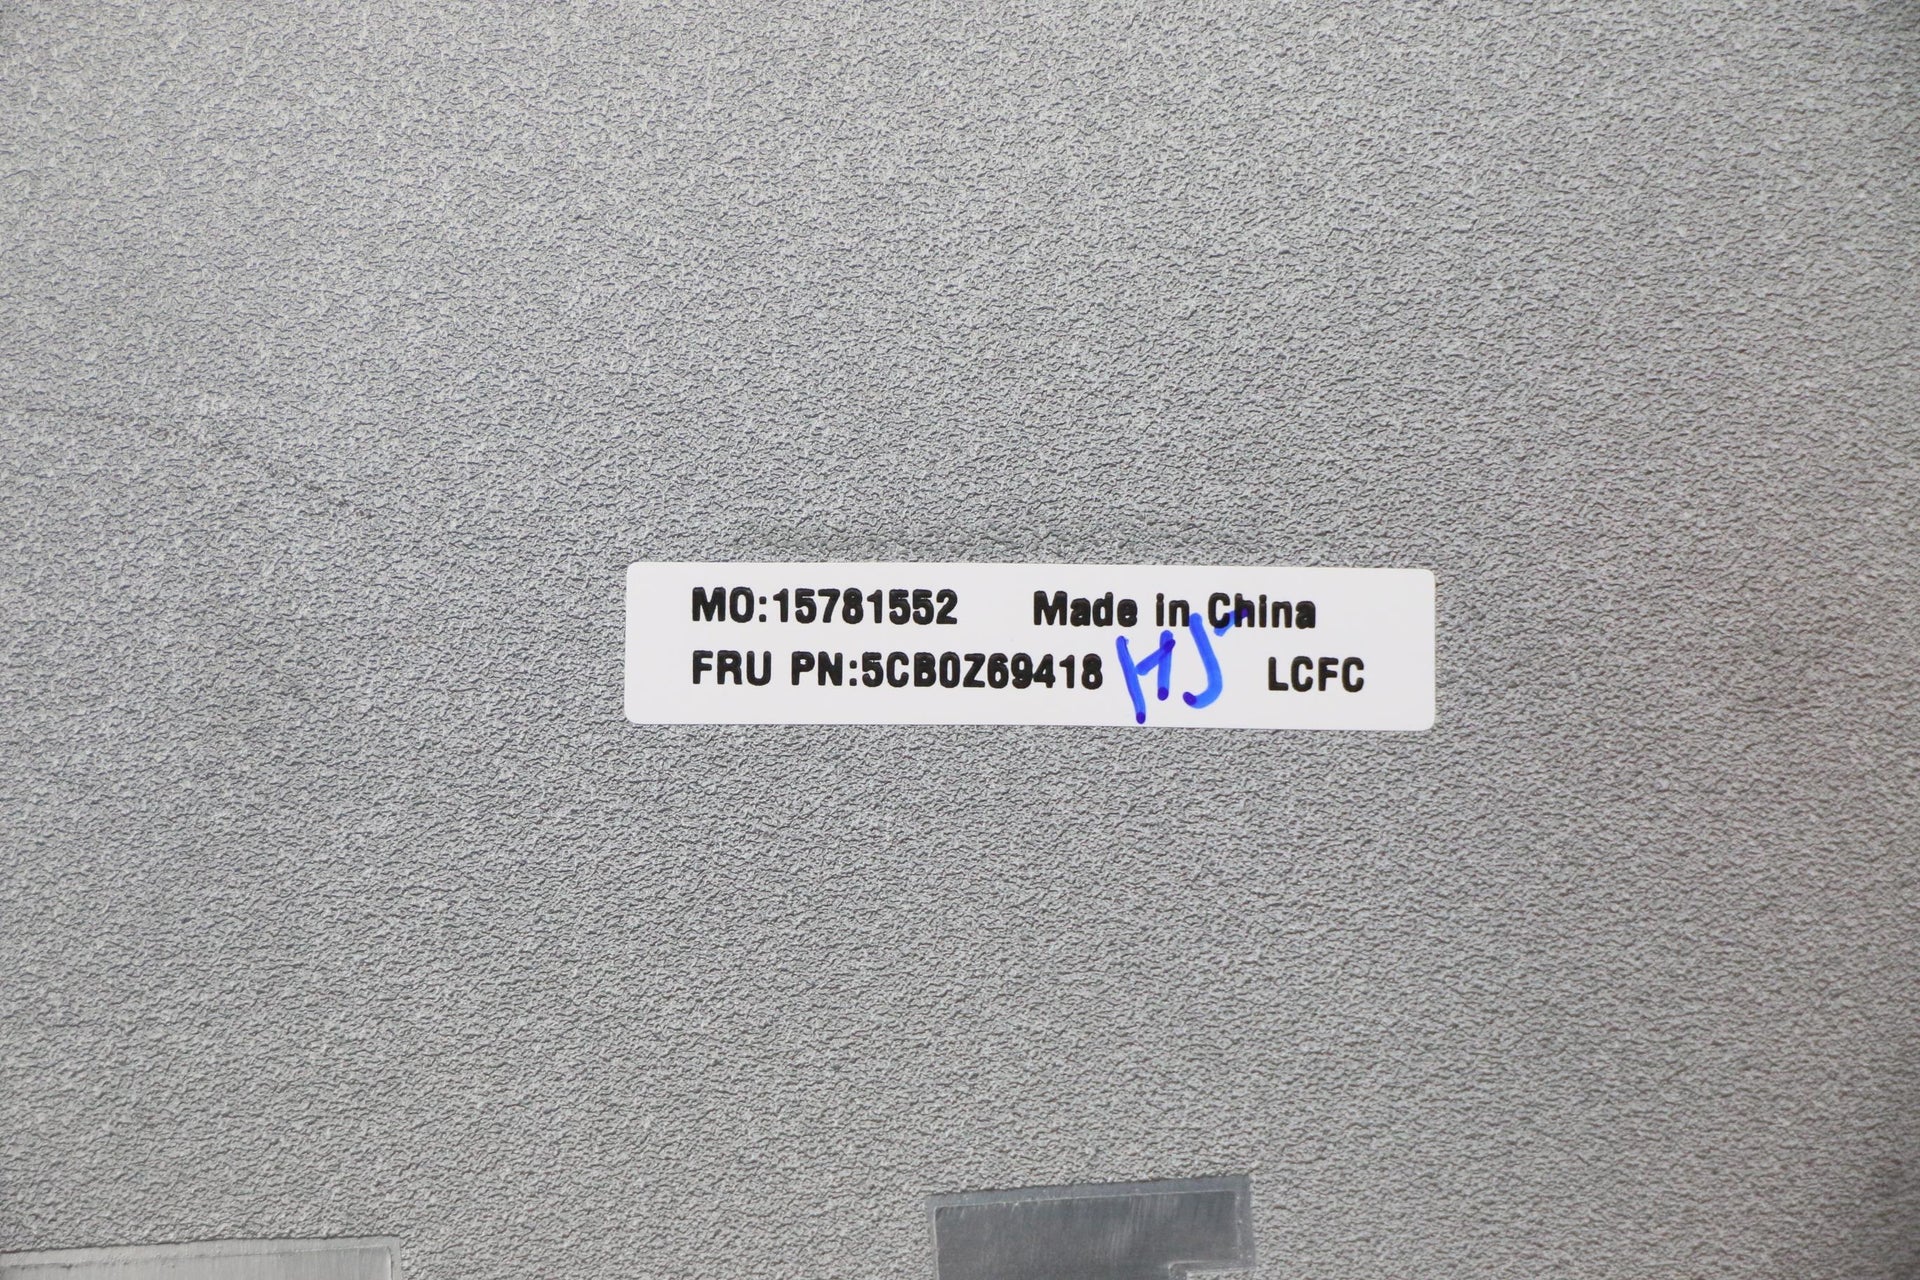 MO:15781552 Made in China
FRU PN:5CB0Z69418 HJ LCFC